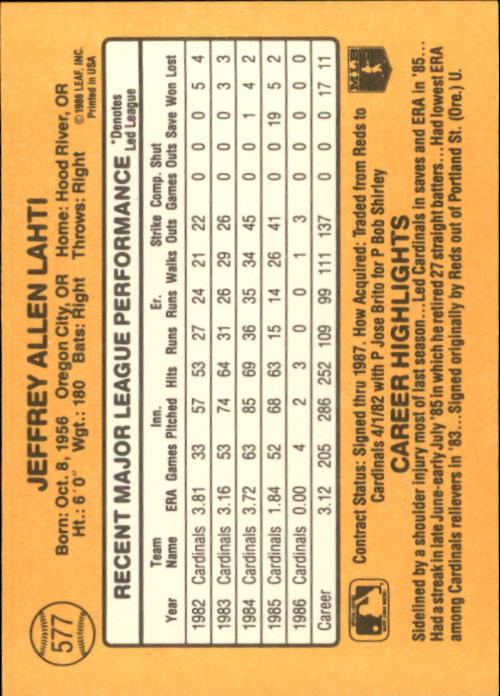 577
JEFFREY ALLEN LAHTI
Born: Oct. 8, 1956 Oregon City, OR Home: Hood River, OR
Ht.: 6'0" Wgt.: 180 Bats: Right Throws: Right
© 1986 LEAF, INC.
Printed in USA
RECENT MAJOR LEAGUE PERFORMANCE *Denotes Led League
Year Team Name ERA Games Inn. Pitched Hits Runs Er. Runs Walks Strike Outs Comp. Games Shut Outs Save Won Lost
1982 Cardinals 3.81 33 57 53 27 24 21 22 0 0 0 5 4
1983 Cardinals 3.16 53 74 64 31 26 29 26 0 0 0 3 3
1984 Cardinals 3.72 63 85 69 36 35 34 45 0 0 1 4 2
1985 Cardinals 1.84 52 68 63 15 14 26 41 0 0 19 5 2
1986 Cardinals 0.00 4 2 3 0 0 1 3 0 0 0 0 0
Career 3.12 205 286 252 109 99 111 137 0 0 17 11
Contract Status: Signed thru 1987. How Acquired: Traded from Reds to
Cardinals 4/1/82 with P Jose Brito for P Bob Shirley
MLB
CAREER HIGHLIGHTS
Sidelined by a shoulder injury most of last season...Led Cardinals in saves and ERA in '85...
Had a streak in late June-early July '85 in which he retired 27 straight batters...Had lowest ERA
among Cardinals relievers in '83...Signed originally by Reds out of Portland St. (Ore.) U.